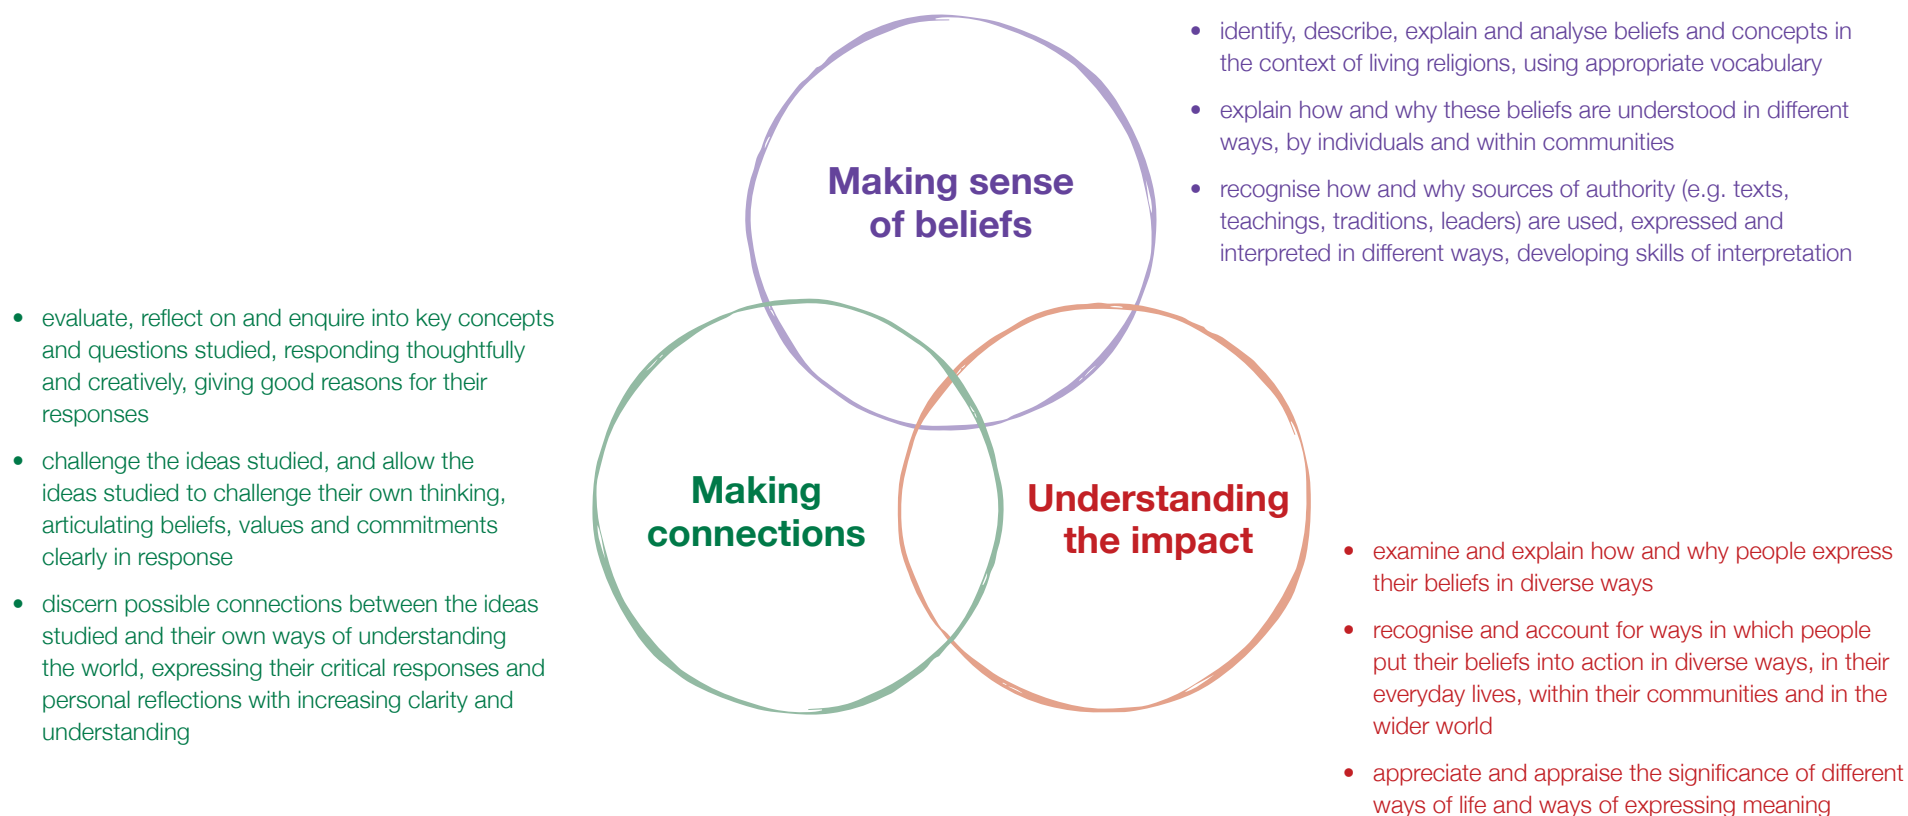 • identify, describe, explain and analyse beliefs and concepts in
the context of living religions, using appropriate vocabulary
• explain how and why these beliefs are understood in different
ways, by individuals and within communities
• recognise how and why sources of authority (e.g. texts,
teachings, traditions, leaders) are used, expressed and
interpreted in different ways, developing skills of interpretation
Making sense
of beliefs
• evaluate, reflect on and enquire into key concepts
and questions studied, responding thoughtfully
and creatively, giving good reasons for their
responses
• challenge the ideas studied, and allow the
ideas studied to challenge their own thinking,
articulating beliefs, values and commitments
clearly in response
• discern possible connections between the ideas
studied and their own ways of understanding
the world, expressing their critical responses and
personal reflections with increasing clarity and
understanding
Making
connections
Understanding
the impact
• examine and explain how and why people express
their beliefs in diverse ways
• recognise and account for ways in which people
put their beliefs into action in diverse ways, in their
everyday lives, within their communities and in the
wider world
• appreciate and appraise the significance of different
ways of life and ways of expressing meaning